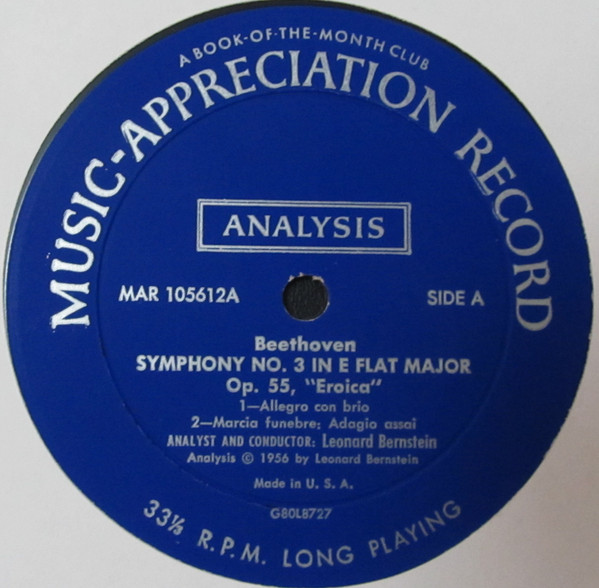 A BOOK-OF-THE-MONTH CLUB
MUSIC-APPRECIATION RECORD
ANALYSIS
MAR 105612A
SIDE A
Beethoven
SYMPHONY NO. 3 IN E FLAT MAJOR
Op. 55, "Eroica"
1—Allegro con brio
2—Marcia funebre: Adagio assai
ANALYST AND CONDUCTOR: Leonard Bernstein
Analysis © 1956 by Leonard Bernstein
Made in U. S. A.
G80L8727
33⅓ R.P.M. LONG PLAYING